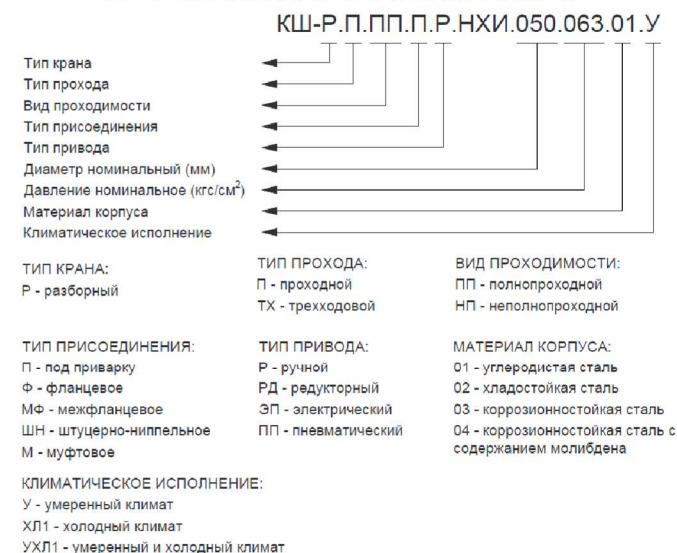 КШ-Р.П.ПП.П.Р.НХИ.050.063.01.У
Тип крана
Тип прохода
Вид проходимости
Тип присоединения
Тип привода
Диаметр номинальный (мм)
Давление номинальное (кгс/см²)
Материал корпуса
Климатическое исполнение
ТИП КРАНА:
Р - разборный
ТИП ПРОХОДА:
П - проходной
ТХ - трехходовой
ВИД ПРОХОДИМОСТИ:
ПП - полнопроходной
НП - неполнопроходной
ТИП ПРИСОЕДИНЕНИЯ:
П - под приварку
Ф - фланцевое
МФ - межфланцевое
ШН - штуцерно-ниппельное
М - муфтовое
ТИП ПРИВОДА:
Р - ручной
РД - редукторный
ЭП - электрический
ПП - пневматический
МАТЕРИАЛ КОРПУСА:
01 - углеродистая сталь
02 - хладостойкая сталь
03 - коррозионностойкая сталь
04 - коррозионностойкая сталь с
содержанием молибдена
КЛИМАТИЧЕСКОЕ ИСПОЛНЕНИЕ:
У - умеренный климат
ХЛ1 - холодный климат
УХЛ1 - умеренный и холодный климат